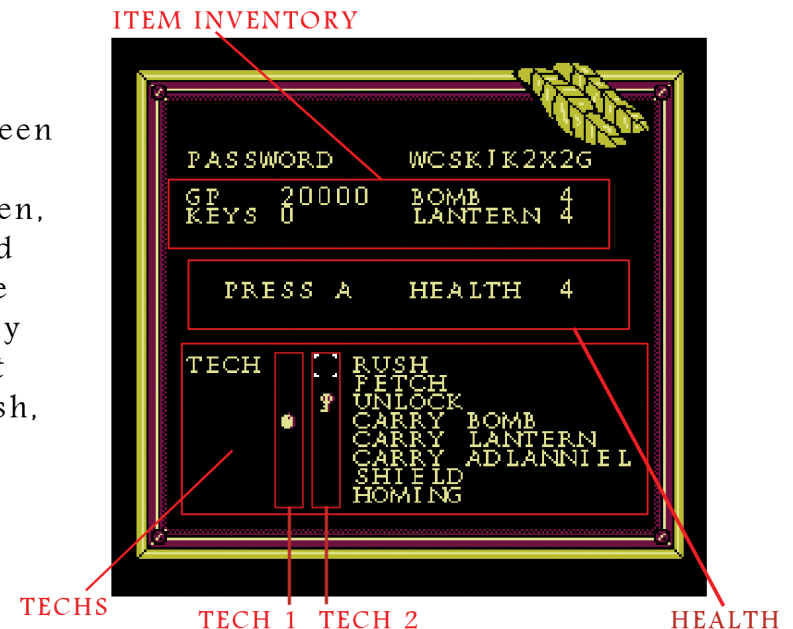 ITEM INVENTORY
een
en,
d
e
y
t
sh,
PASSWORD WCSKJK2X2G
GP 20000 BOMB 4
KEYS 0 LANTERN 4
PRESS A HEALTH 4
TECH RUSH
FETCH
UNLOCK
CARRY BOMB
CARRY LANTERN
CARRY ADLANNIEL
SHIELD
HOMING
TECHS
TECH 1 TECH 2
HEALTH